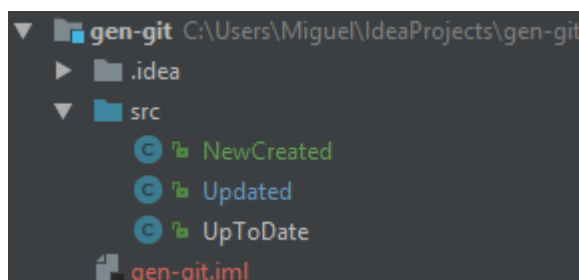 gen-git C:\Users\Miguel\IdeaProjects\gen-git
.idea
src
NewCreated
Updated
UpToDate
gen-git.iml